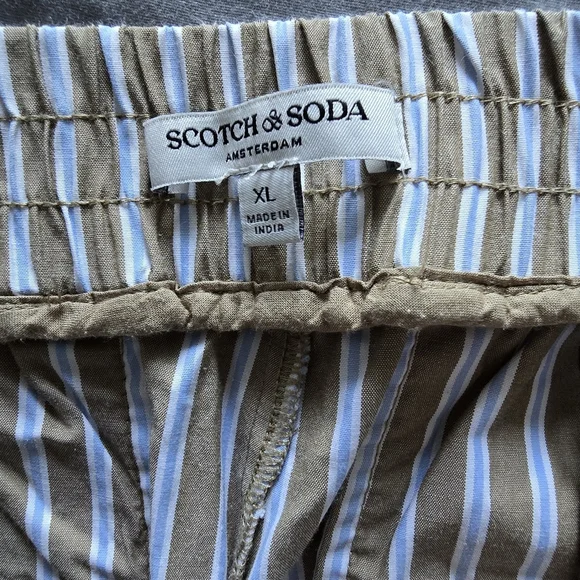 SCOTCH & SODA
AMSTERDAM
XL
MADE IN
INDIA